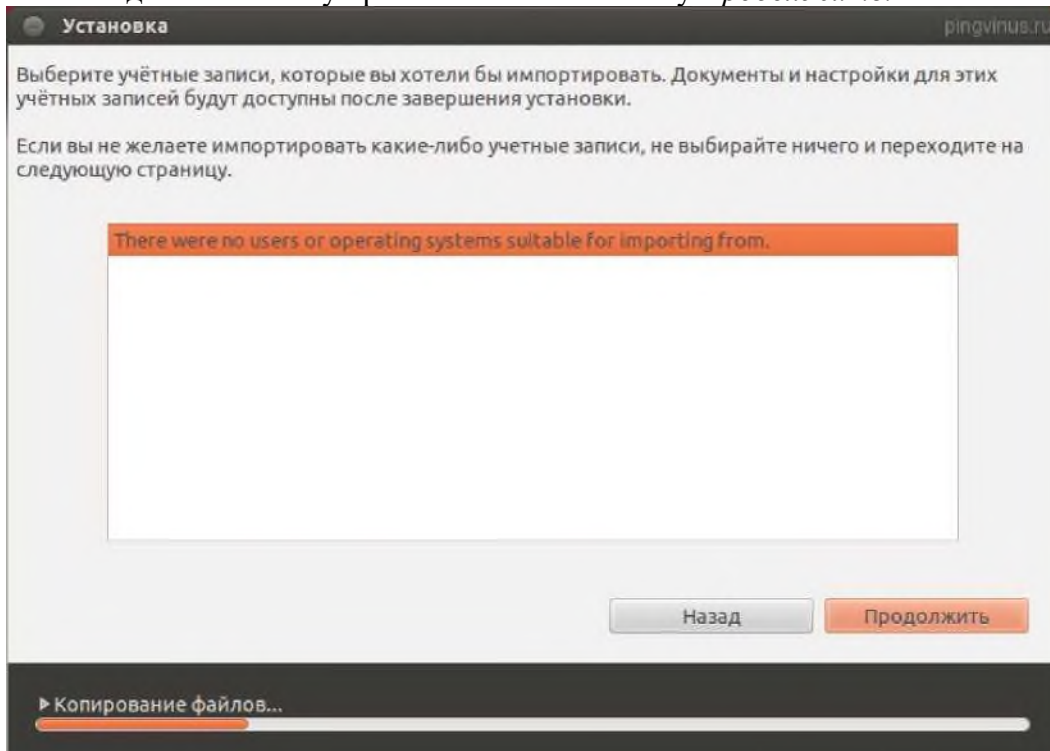 Установка
pingvinus.ru
Выберите учётные записи, которые вы хотели бы импортировать. Документы и настройки для этих
учётных записей будут доступны после завершения установки.
Если вы не желаете импортировать какие-либо учетные записи, не выбирайте ничего и переходите на
следующую страницу.
There were no users or operating systems suitable for importing from.
Назад
Продолжить
Копирование файлов...